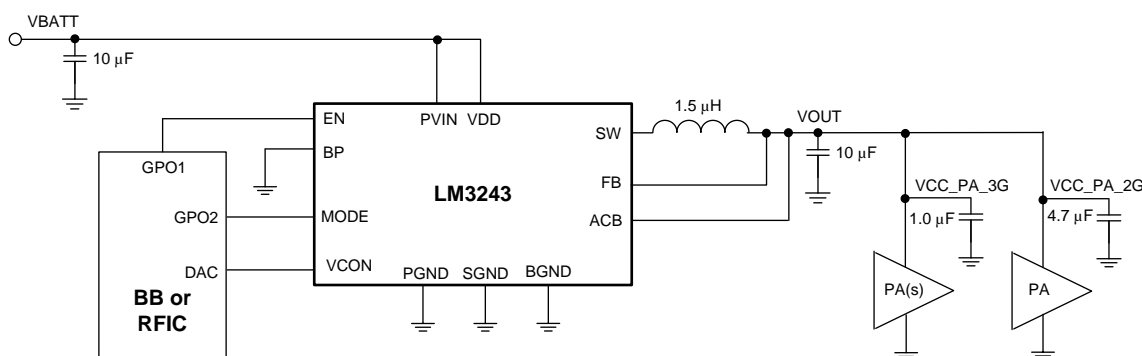 VBATT
10 µF
1.5 µH
VOUT
EN
PVIN VDD
SW
GPO1
BP
10 µF
LM3243
FB
VCC_PA_3G
VCC_PA_2G
GPO2
MODE
ACB
1.0 µF
4.7 µF
DAC
VCON
PGND SGND BGND
PA(s)
PA
BB or
RFIC